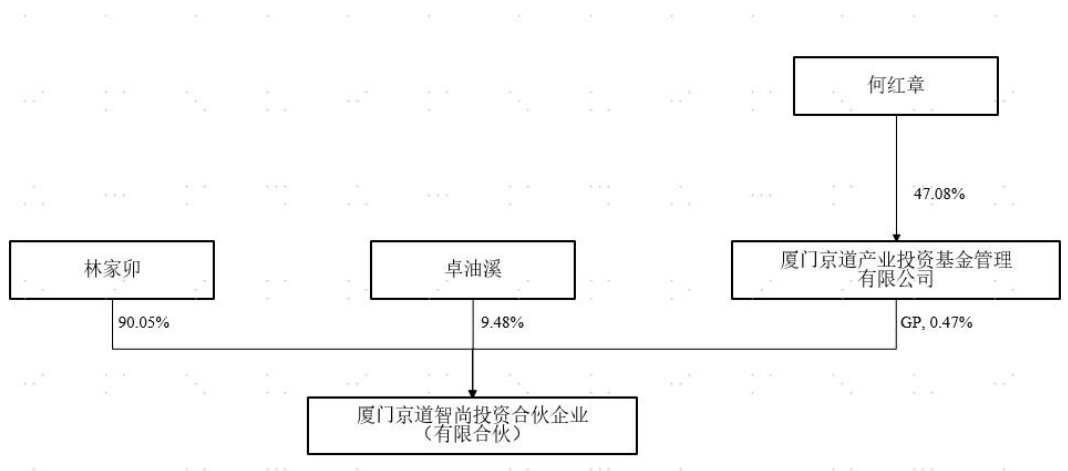 何红章
47.08%
林家卯
卓油溪
厦门京道产业投资基金管理
有限公司
90.05%
9.48%
GP, 0.47%
厦门京道智尚投资合伙企业
（有限合伙）